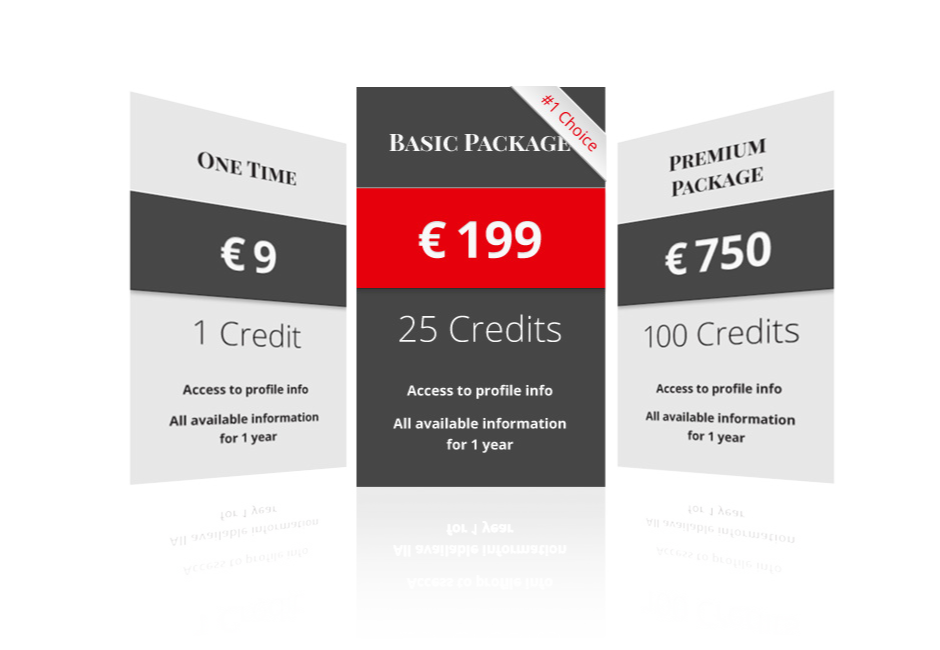 One Time
€ 9
1 Credit
Access to profile info
All available information
for 1 year
Basic Package
#1 Choice
€ 199
25 Credits
Access to profile info
All available information
for 1 year
Premium
Package
€ 750
100 Credits
Access to profile info
All available information
for 1 year